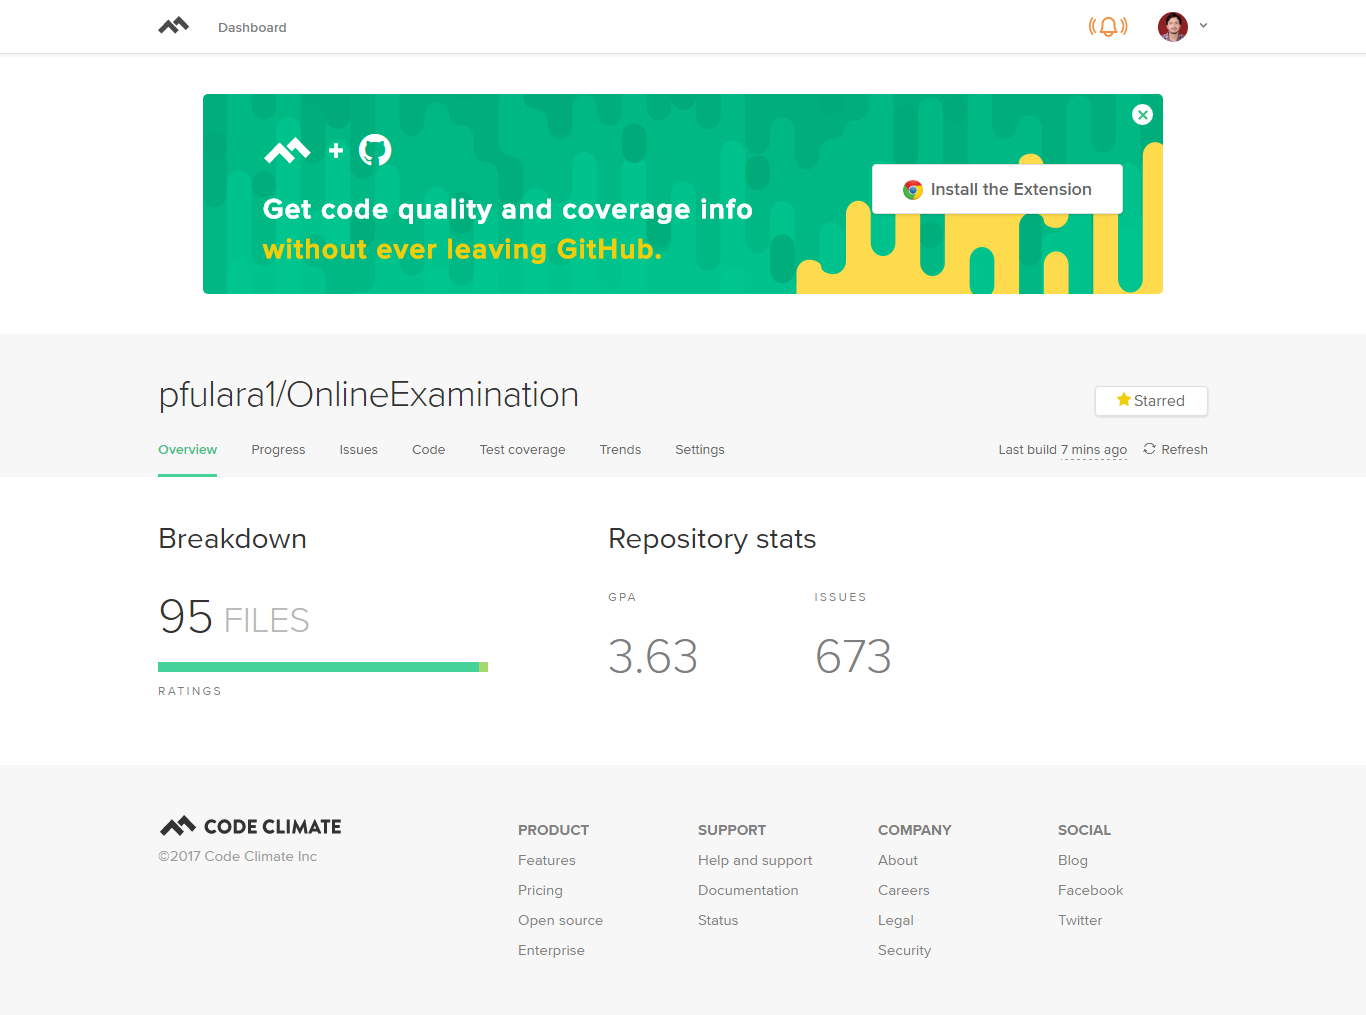 Dashboard
Get code quality and coverage info
without ever leaving GitHub.
Install the Extension
pfulara1/OnlineExamination
Starred
Overview Progress Issues Code Test coverage Trends Settings
Last build 7 mins ago Refresh
Breakdown
95 FILES
RATINGS
Repository stats
GPA ISSUES
3.63 673
CODE CLIMATE
©2017 Code Climate Inc
PRODUCT
Features
Pricing
Open source
Enterprise
SUPPORT
Help and support
Documentation
Status
COMPANY
About
Careers
Legal
Security
SOCIAL
Blog
Facebook
Twitter